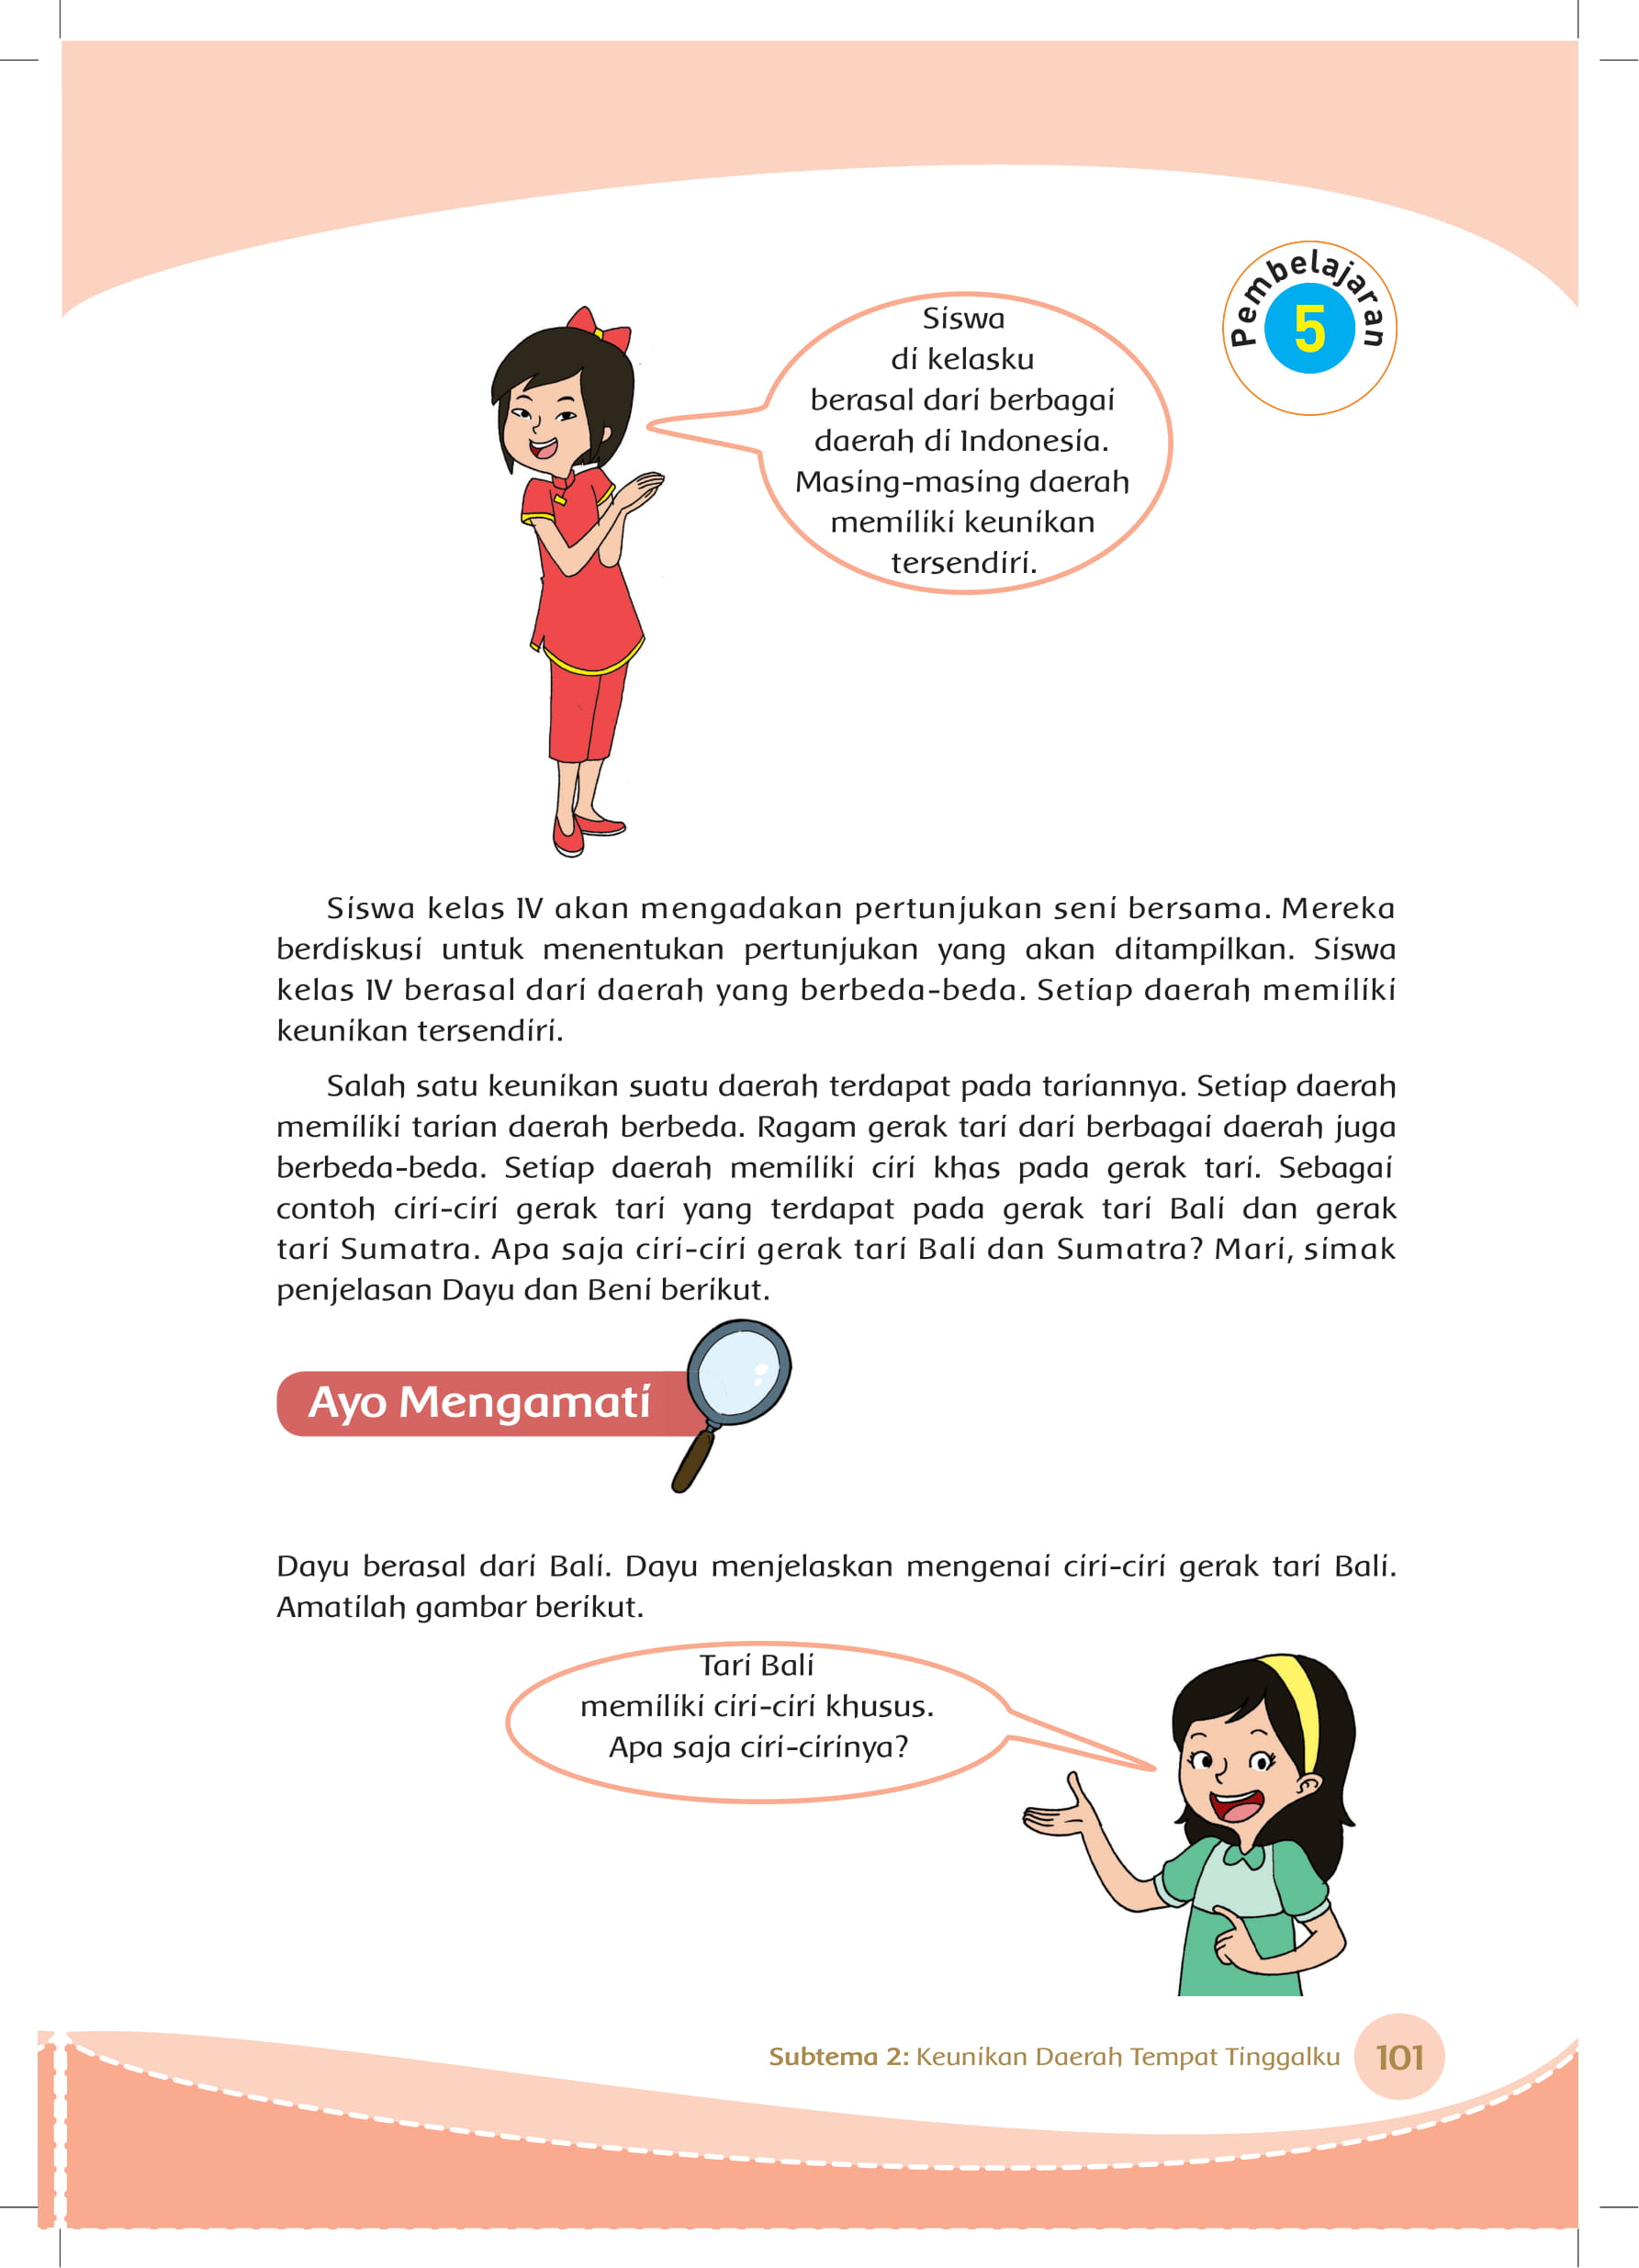 Pembelajaran
5
Siswa
di kelasku
berasal dari berbagai
daerah di Indonesia.
Masing-masing daerah
memiliki keunikan
tersendiri.
Siswa kelas IV akan mengadakan pertunjukan seni bersama. Mereka
berdiskusi untuk menentukan pertunjukan yang akan ditampilkan. Siswa
kelas IV berasal dari daerah yang berbeda-beda. Setiap daerah memiliki
keunikan tersendiri.
Salah satu keunikan suatu daerah terdapat pada tariannya. Setiap daerah
memiliki tarian daerah berbeda. Ragam gerak tari dari berbagai daerah juga
berbeda-beda. Setiap daerah memiliki ciri khas pada gerak tari. Sebagai
contoh ciri-ciri gerak tari yang terdapat pada gerak tari Bali dan gerak
tari Sumatra. Apa saja ciri-ciri gerak tari Bali dan Sumatra? Mari, simak
penjelasan Dayu dan Beni berikut.
Ayo Mengamati
Dayu berasal dari Bali. Dayu menjelaskan mengenai ciri-ciri gerak tari Bali.
Amatilah gambar berikut.
Tari Bali
memiliki ciri-ciri khusus.
Apa saja ciri-cirinya?
Subtema 2: Keunikan Daerah Tempat Tinggalku
101